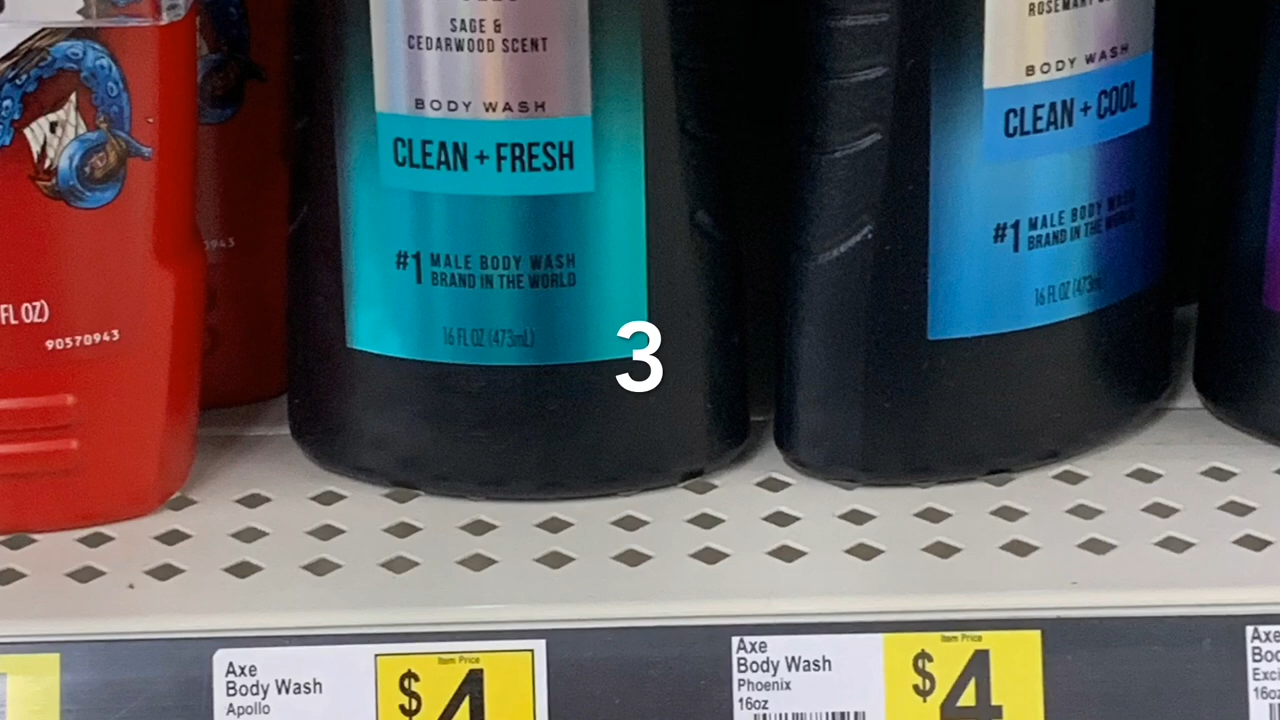 SAGE &
CEDARWOOD SCENT
BODY WASH
CLEAN + FRESH
#1 MALE BODY WASH
BRAND IN THE WORLD
16 FL OZ (473mL)
BODY WASH
CLEAN + COOL
#1 MALE BODY WASH
BRAND IN THE WORLD
16 FL OZ (473mL)
FL OZ)
90570943
3
Axe
Body Wash
Apollo
Item Price
$4
Axe
Body Wash
Phoenix
16oz
Item Price
$4
Axe